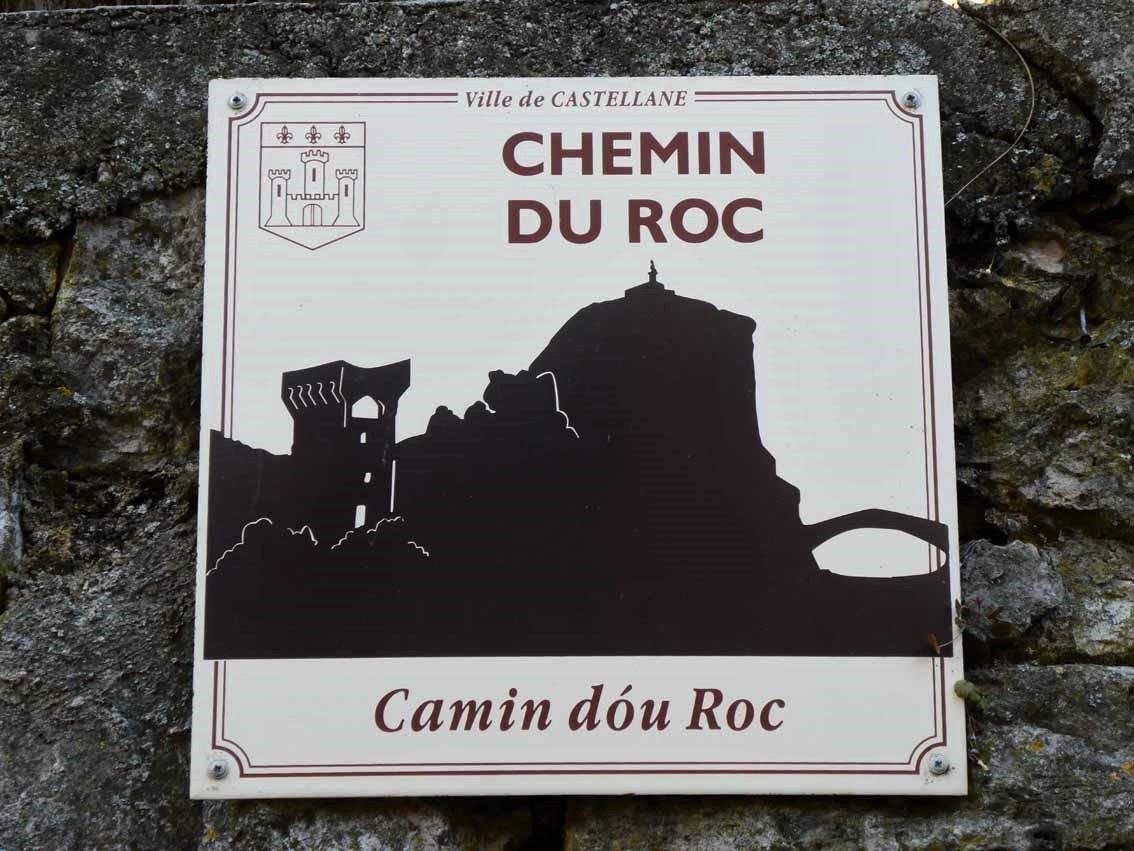 Ville de CASTELLANE
CHEMIN
DU ROC
Camin dóu Roc